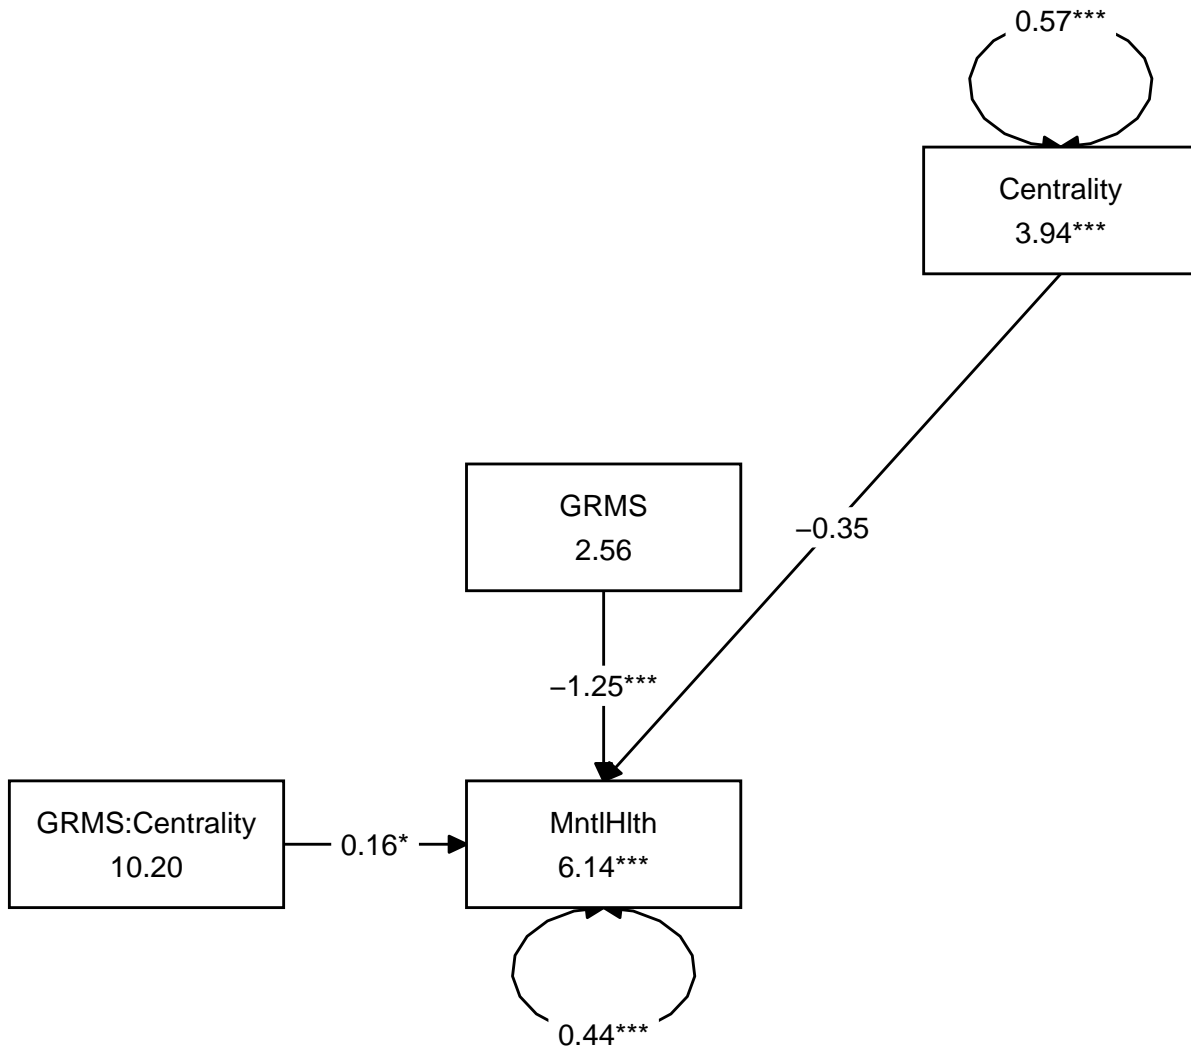 0.57***
Centrality
3.94***
GRMS
2.56
−0.35
−1.25***
GRMS:Centrality
10.20
0.16*
MntlHlth
6.14***
0.44***